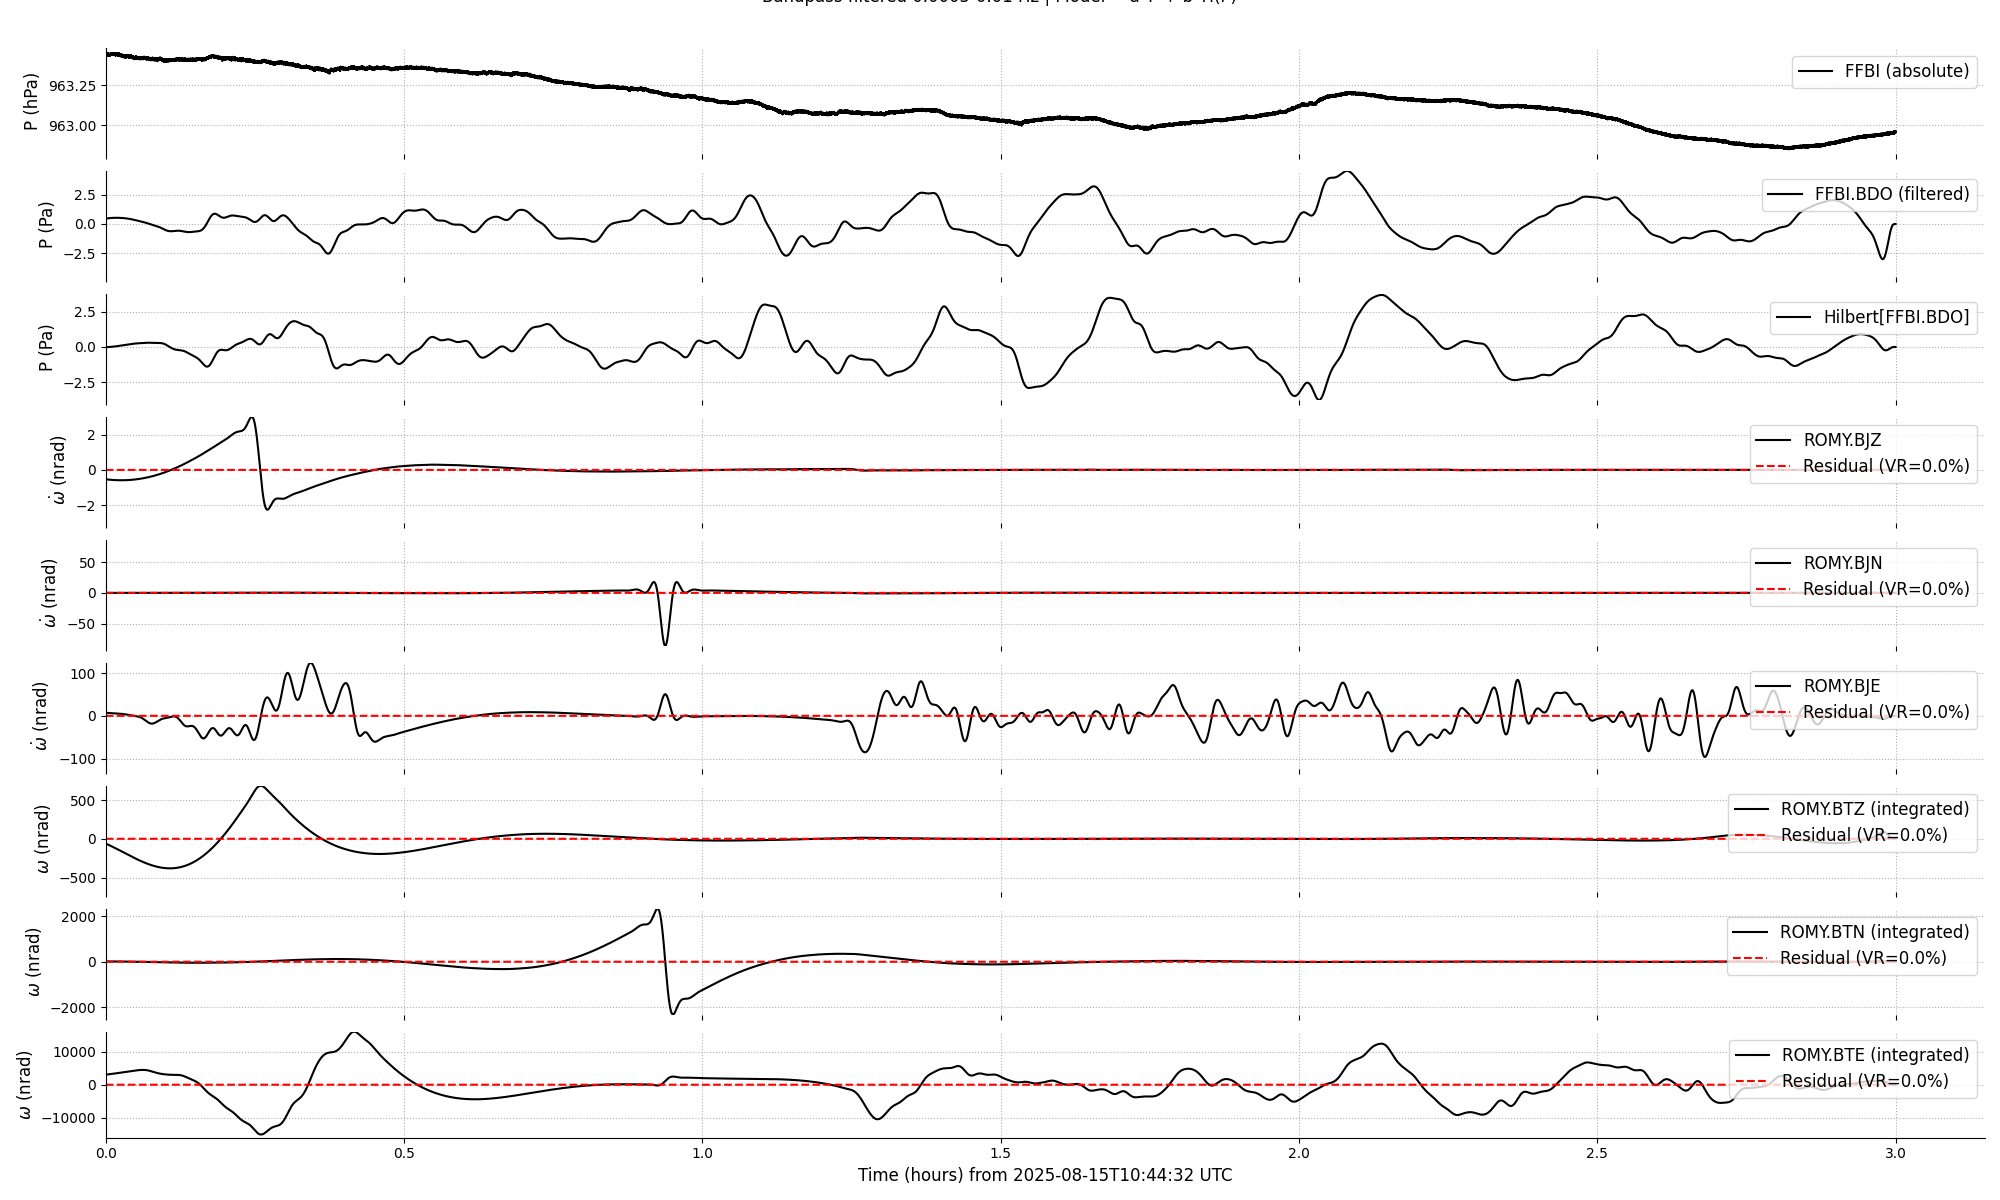 963.25
963.00
P (hPa)
FFBI (absolute)
2.5
0.0
−2.5
P (Pa)
FFBI.BDO (filtered)
2.5
0.0
−2.5
P (Pa)
Hilbert[FFBI.BDO]
2
0
−2
ω̇ (nrad)
ROMY.BJZ
Residual (VR=0.0%)
50
0
−50
ω̇ (nrad)
ROMY.BJN
Residual (VR=0.0%)
100
0
−100
ω̇ (nrad)
ROMY.BJE
Residual (VR=0.0%)
500
0
−500
ω (nrad)
ROMY.BTZ (integrated)
Residual (VR=0.0%)
2000
0
−2000
ω (nrad)
ROMY.BTN (integrated)
Residual (VR=0.0%)
10000
0
−10000
ω (nrad)
ROMY.BTE (integrated)
Residual (VR=0.0%)
0.0 0.5 1.0 1.5 2.0 2.5 3.0
Time (hours) from 2025-08-15T10:44:32 UTC